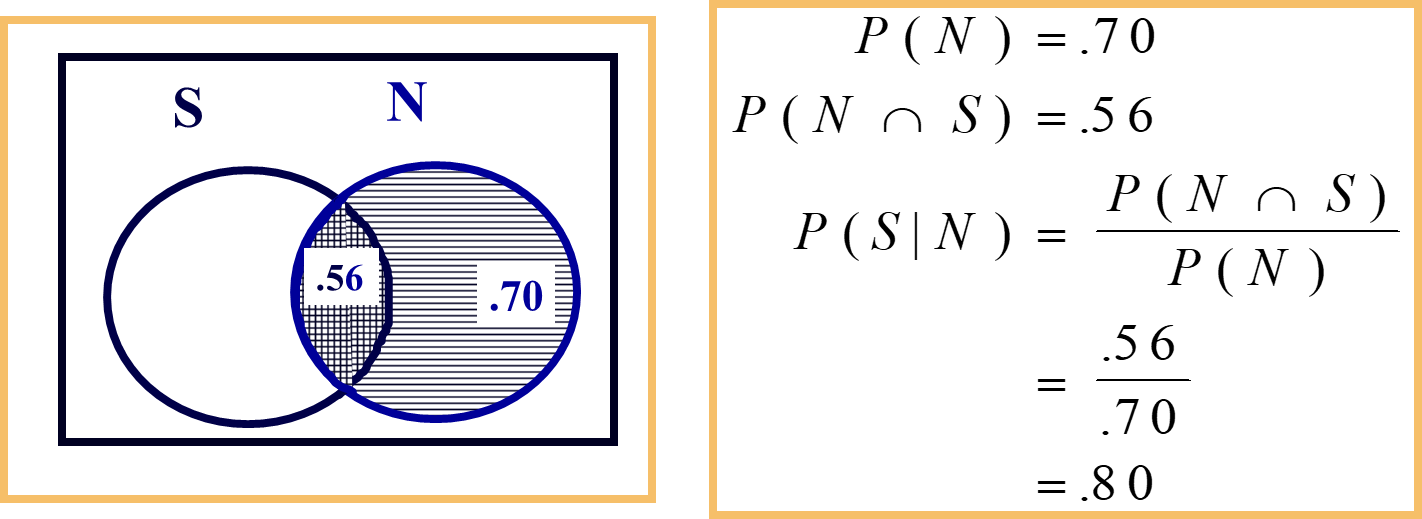 S N
.56 .70
P ( N ) = .70
P ( N ∩ S ) = .56
P ( S | N ) = P ( N ∩ S ) / P ( N )
= .56 / .70
= .80